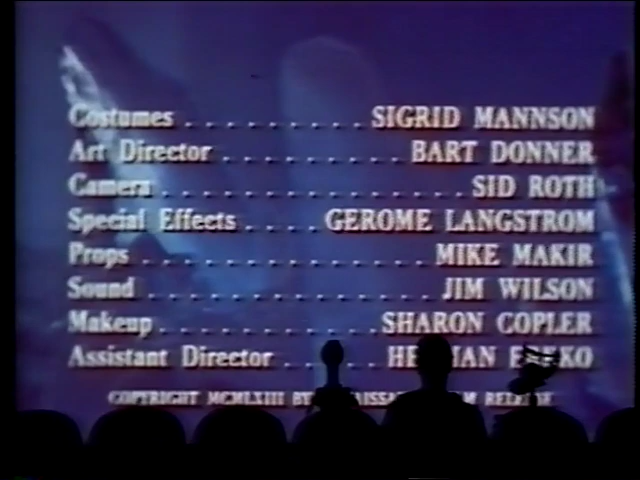 Costumes . . . . . . . . . . SIGRID MANNSON
Art Director . . . . . . . . . . BART DONNER
Camera . . . . . . . . . . . . . . . . SID ROTH
Special Effects . . . . GEROME LANGSTROM
Props . . . . . . . . . . . . . . . MIKE MAKIR
Sound . . . . . . . . . . . . . . . JIM WILSON
Makeup . . . . . . . . . . . SHARON COPLER
Assistant Director
COPYRIGHT MCMLXIII